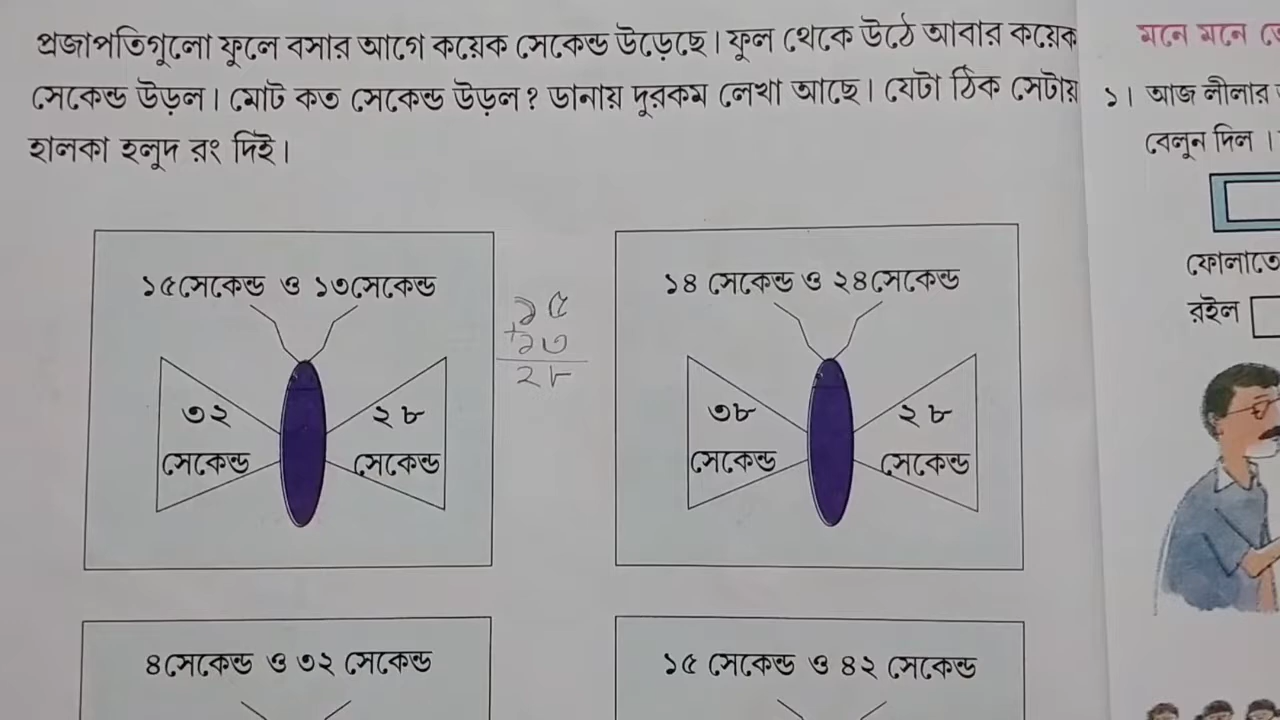 প্রজাপতিগুলো ফুলে বসার আগে কয়েক সেকেন্ড উড়েছে। ফুল থেকে উঠে আবার কয়েক
সেকেন্ড উড়ল। মোট কত সেকেন্ড উড়ল? ডানায় দুরকম লেখা আছে। যেটা ঠিক সেটায়
হালকা হলুদ রং দিই।
১৫সেকেন্ড ও ১৩সেকেন্ড
৩২
সেকেন্ড
২৮
সেকেন্ড
১৫
+১৩
২৮
১৪ সেকেন্ড ও ২৪সেকেন্ড
৩৮
সেকেন্ড
২৮
সেকেন্ড
৪সেকেন্ড ও ৩২ সেকেন্ড
১৫ সেকেন্ড ও ৪২ সেকেন্ড
মনে মনে
১। আজ লীলার
বেলুন দিল।
ফোলাতে
রইল